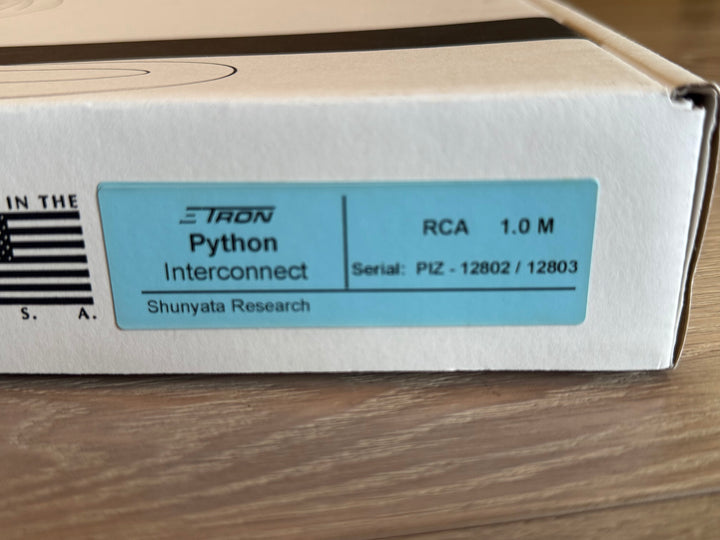 IN THE
S. A.
ΞTRON
Python
Interconnect
RCA 1.0 M
Serial: PIZ - 12802 / 12803
Shunyata Research